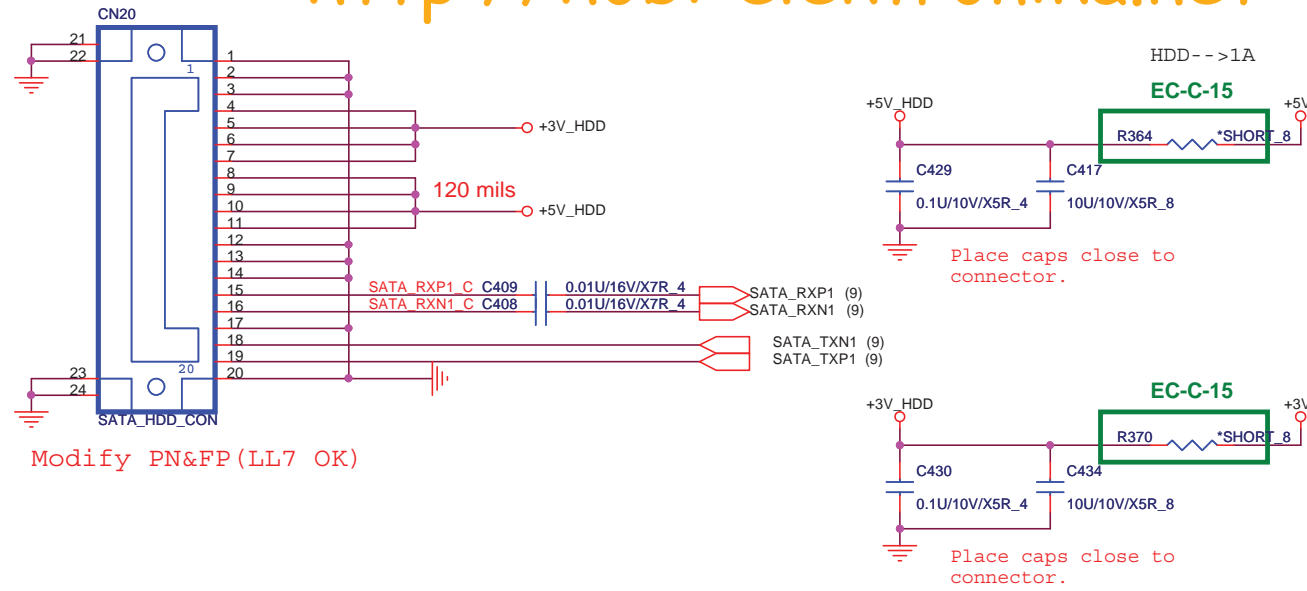 CN20
21
22
23
24
1
2
3
4
5
6
7
8
9
10
11
12
13
14
15
16
17
18
19
20
1
20
SATA_HDD_CON
+3V_HDD
120 mils
+5V_HDD
SATA_RXP1_C C409 0.01U/16V/X7R_4 SATA_RXP1 (9)
SATA_RXN1_C C408 0.01U/16V/X7R_4 SATA_RXN1 (9)
SATA_TXN1 (9)
SATA_TXP1 (9)
Modify PN&FP(LL7 OK)
HDD-->1A
EC-C-15
+5V_HDD
+5V
R364 *SHORT_8
C429
0.1U/10V/X5R_4
C417
10U/10V/X5R_8
Place caps close to
connector.
EC-C-15
+3V_HDD
+3V
R370 *SHORT_8
C430
0.1U/10V/X5R_4
C434
10U/10V/X5R_8
Place caps close to
connector.